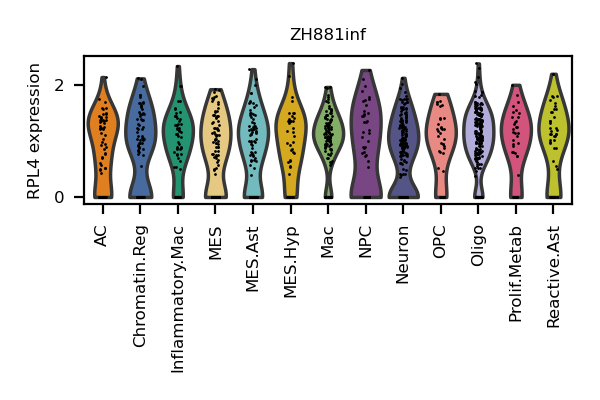 ZH881inf
RPL4 expression
2
0
AC
Chromatin.Reg
Inflammatory.Mac
MES
MES.Ast
MES.Hyp
Mac
NPC
Neuron
OPC
Oligo
Prolif.Metab
Reactive.Ast